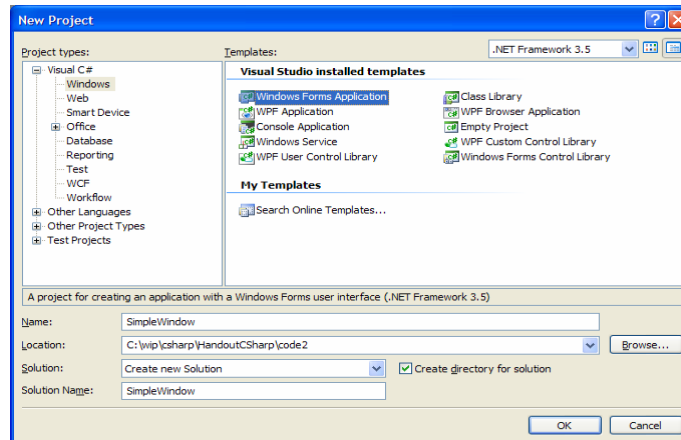 New Project
Project types:
Templates:
.NET Framework 3.5
Visual C#
Windows
Web
Smart Device
Office
Database
Reporting
Test
WCF
Workflow
Other Languages
Other Project Types
Test Projects
Visual Studio installed templates
Windows Forms Application
Class Library
WPF Application
WPF Browser Application
Console Application
Empty Project
Windows Service
WPF Custom Control Library
WPF User Control Library
Windows Forms Control Library
My Templates
Search Online Templates...
A project for creating an application with a Windows Forms user interface (.NET Framework 3.5)
Name: SimpleWindow
Location: C:\wip\csharp\HandoutCSharp\code2 Browse...
Solution: Create new Solution Create directory for solution
Solution Name: SimpleWindow
OK Cancel